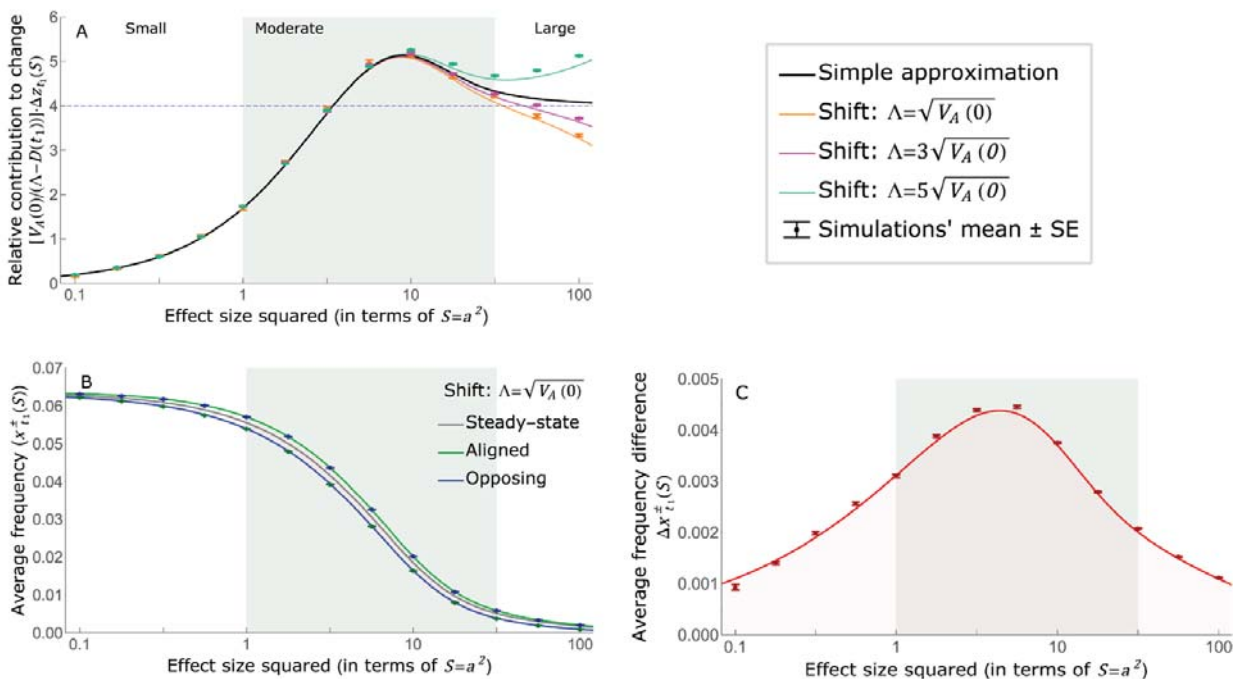 A
Small
Moderate
Large
Relative contribution to change
[V_A(0)/(Λ−D(t₁))]·Δz_{t₁}(S)
6
5
4
3
2
1
0
0.1
1
10
100
Effect size squared (in terms of S=a²)
Simple approximation
Shift: Λ=√V_A(0)
Shift: Λ=3√V_A(0)
Shift: Λ=5√V_A(0)
Simulations' mean ± SE
B
Shift: Λ=√V_A(0)
Steady–state
Aligned
Opposing
Average frequency (x^±_{t₁}(S))
0.07
0.06
0.05
0.04
0.03
0.02
0.01
0.00
0.1
1
10
100
Effect size squared (in terms of S=a²)
C
Average frequency difference
Δx^±_{t₁}(S)
0.005
0.004
0.003
0.002
0.001
0.000
0.1
1
10
100
Effect size squared (in terms of S=a²)